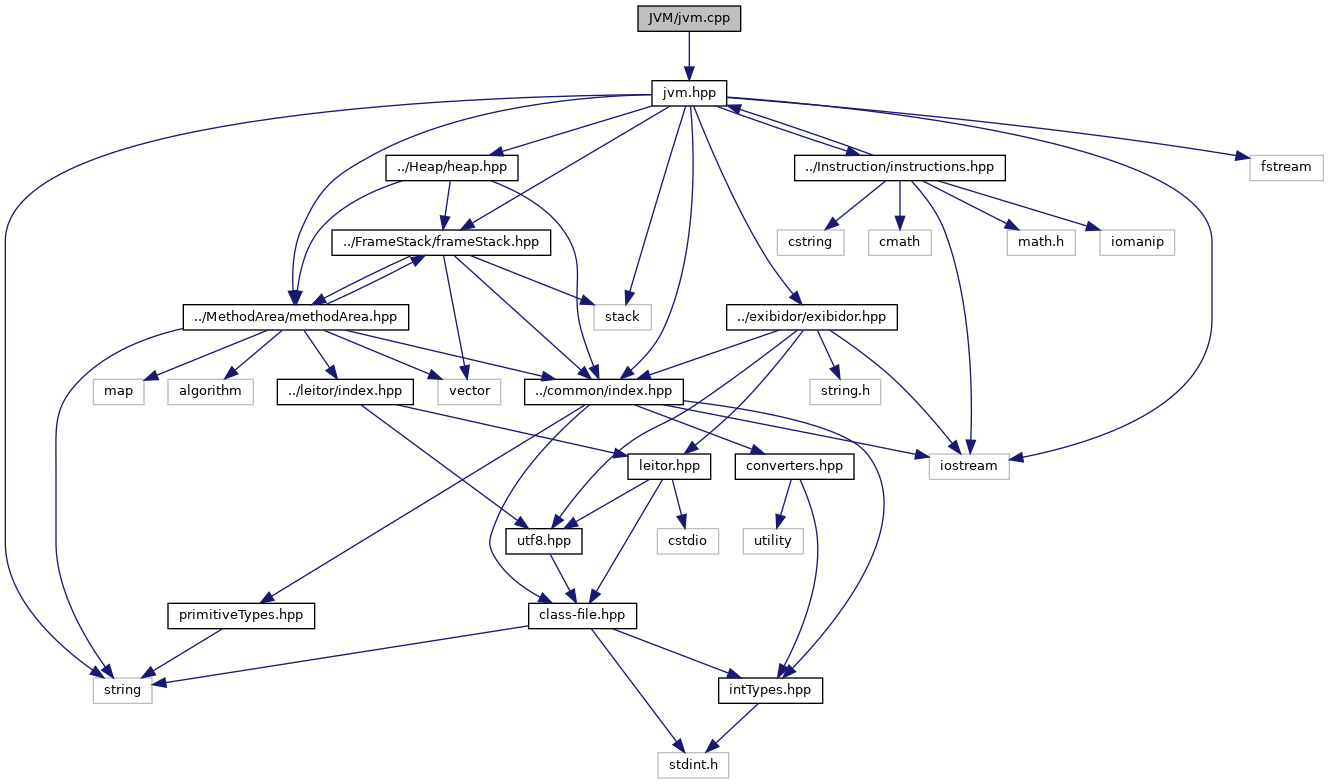 JVM/jvm.cpp
jvm.hpp
../Heap/heap.hpp
../Instruction/instructions.hpp
fstream
../FrameStack/frameStack.hpp
cstring
cmath
math.h
iomanip
../MethodArea/methodArea.hpp
stack
../exibidor/exibidor.hpp
map
algorithm
../leitor/index.hpp
vector
../common/index.hpp
string.h
leitor.hpp
converters.hpp
iostream
utf8.hpp
cstdio
utility
primitiveTypes.hpp
class-file.hpp
string
intTypes.hpp
stdint.h